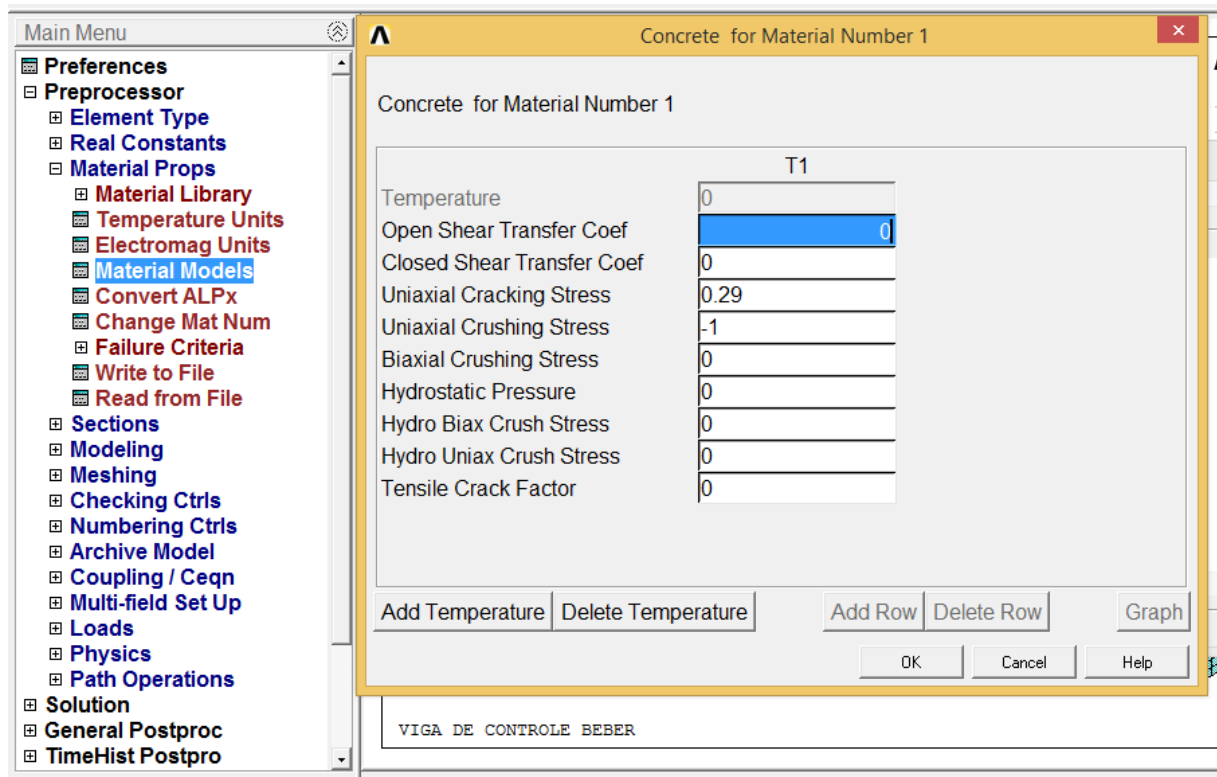 Main Menu
Preferences
Preprocessor
Element Type
Real Constants
Material Props
Material Library
Temperature Units
Electromag Units
Material Models
Convert ALPx
Change Mat Num
Failure Criteria
Write to File
Read from File
Sections
Modeling
Meshing
Checking Ctrls
Numbering Ctrls
Archive Model
Coupling / Ceqn
Multi-field Set Up
Loads
Physics
Path Operations
Solution
General Postproc
TimeHist Postpro
Concrete for Material Number 1
Concrete for Material Number 1
T1
Temperature 0
Open Shear Transfer Coef 0
Closed Shear Transfer Coef 0
Uniaxial Cracking Stress 0.29
Uniaxial Crushing Stress -1
Biaxial Crushing Stress 0
Hydrostatic Pressure 0
Hydro Biax Crush Stress 0
Hydro Uniax Crush Stress 0
Tensile Crack Factor 0
Add Temperature Delete Temperature Add Row Delete Row Graph
OK Cancel Help
VIGA DE CONTROLE BEBER